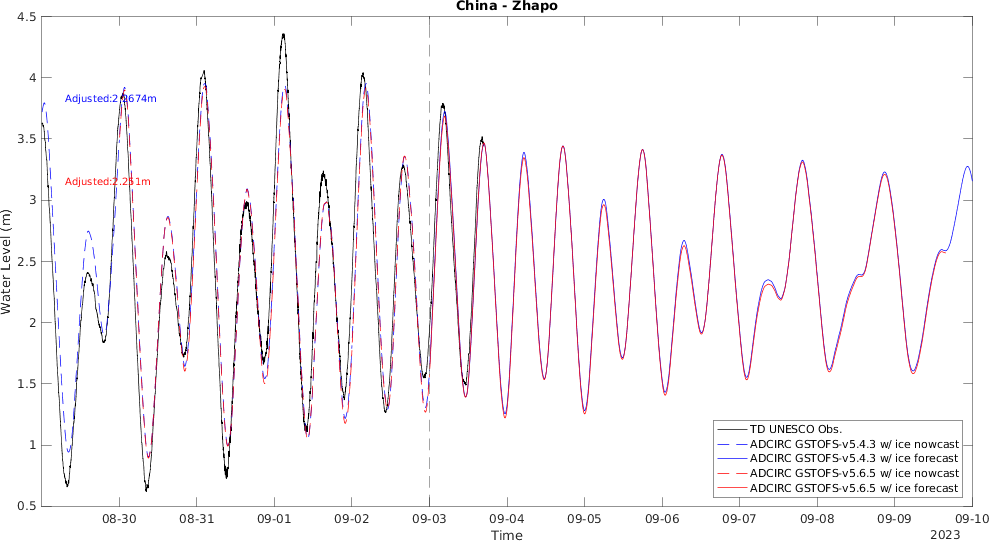 China - Zhapo
4.5
4
3.5
3
2.5
2
1.5
1
0.5
Water Level (m)
Adjusted:2.2674m
Adjusted:2.251m
TD UNESCO Obs.
ADCIRC GSTOFS-v5.4.3 w/ ice nowcast
ADCIRC GSTOFS-v5.4.3 w/ ice forecast
ADCIRC GSTOFS-v5.6.5 w/ ice nowcast
ADCIRC GSTOFS-v5.6.5 w/ ice forecast
08-30 08-31 09-01 09-02 09-03 09-04 09-05 09-06 09-07 09-08 09-09 09-10
Time
2023